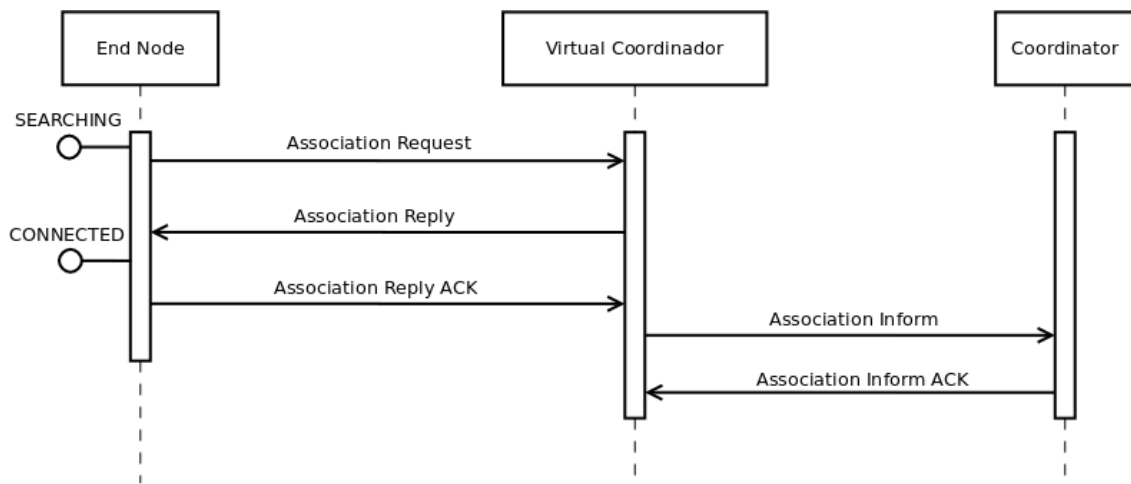 End Node
Virtual Coordinador
Coordinator
SEARCHING
Association Request
Association Reply
CONNECTED
Association Reply ACK
Association Inform
Association Inform ACK